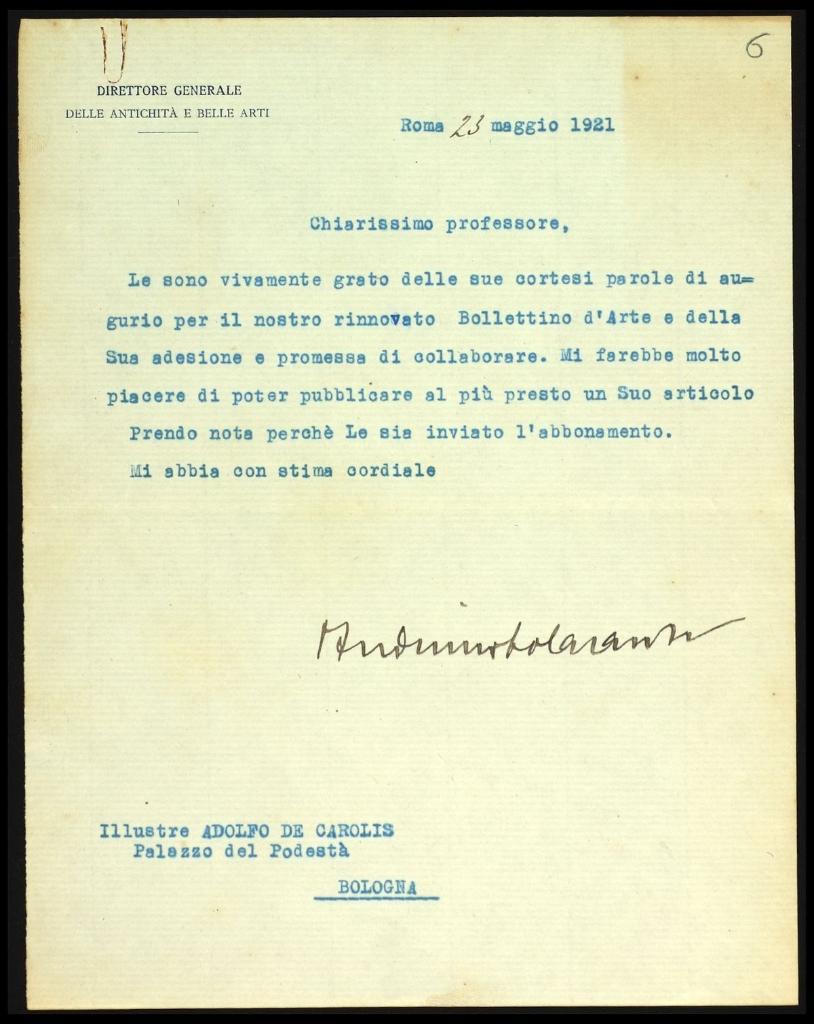 6
DIRETTORE GENERALE
DELLE ANTICHITÀ E BELLE ARTI
Roma 23 maggio 1921
Chiarissimo professore,
Le sono vivamente grato delle sue cortesi parole di au=
gurio per il nostro rinnovato Bollettino d'Arte e della
Sua adesione e promessa di collaborare. Mi farebbe molto
piacere di poter pubblicare al più presto un Suo articolo
Prendo nota perchè Le sia inviato l'abbonamento.
Mi abbia con stima cordiale
Illustre ADOLFO DE CAROLIS
Palazzo del Podestà
BOLOGNA